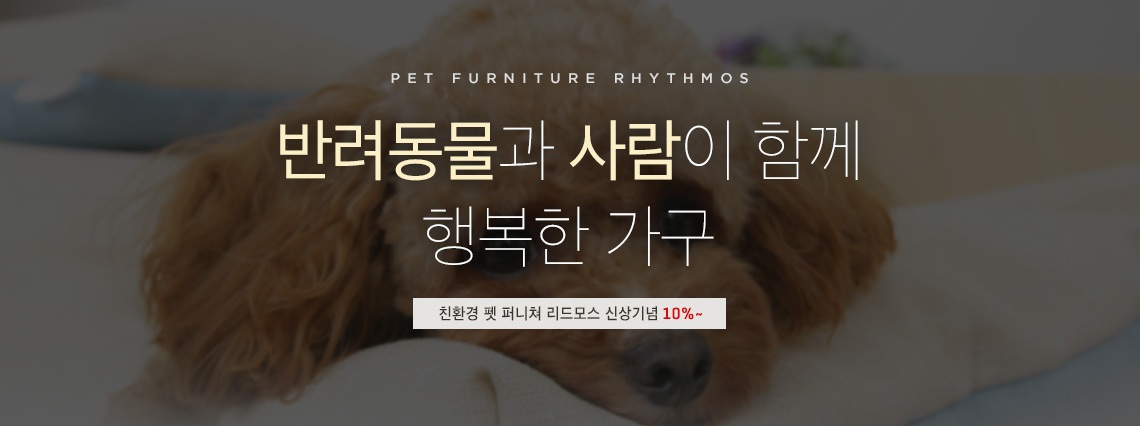 PET FURNITURE RHYTHMOS
반려동물과 사람이 함께
행복한 가구
친환경 펫 퍼니쳐 리드모스 신상기념 10%~